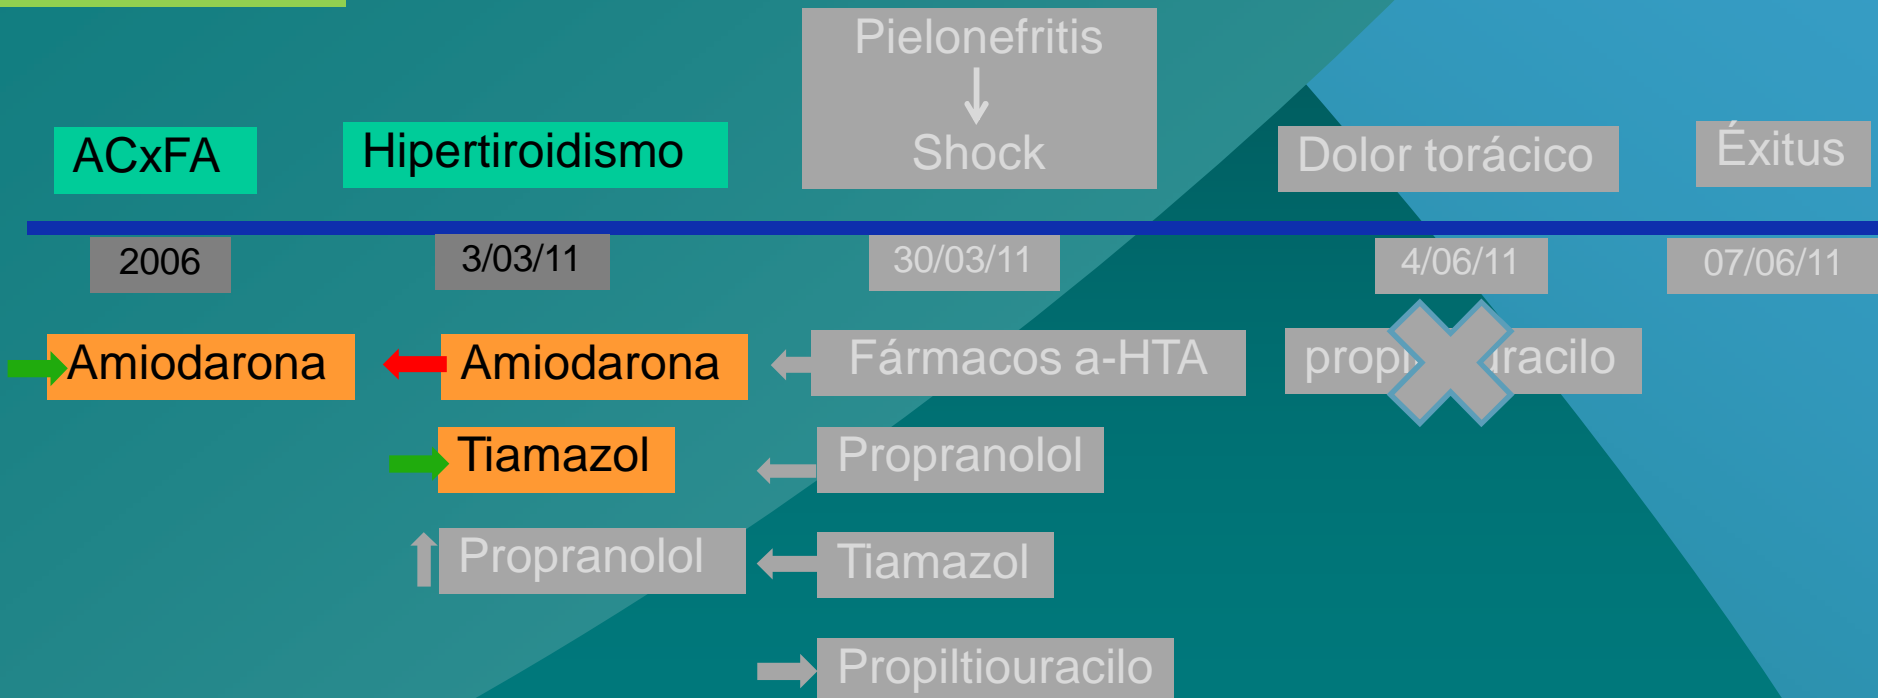 Pielonefritis
Shock
ACxFA
Hipertiroidismo
Dolor torácico
Éxitus
2006
3/03/11
30/03/11
4/06/11
07/06/11
Amiodarona
Amiodarona
Fármacos a-HTA
Tiamazol
Propranolol
Propranolol
Tiamazol
Propiltiouracilo